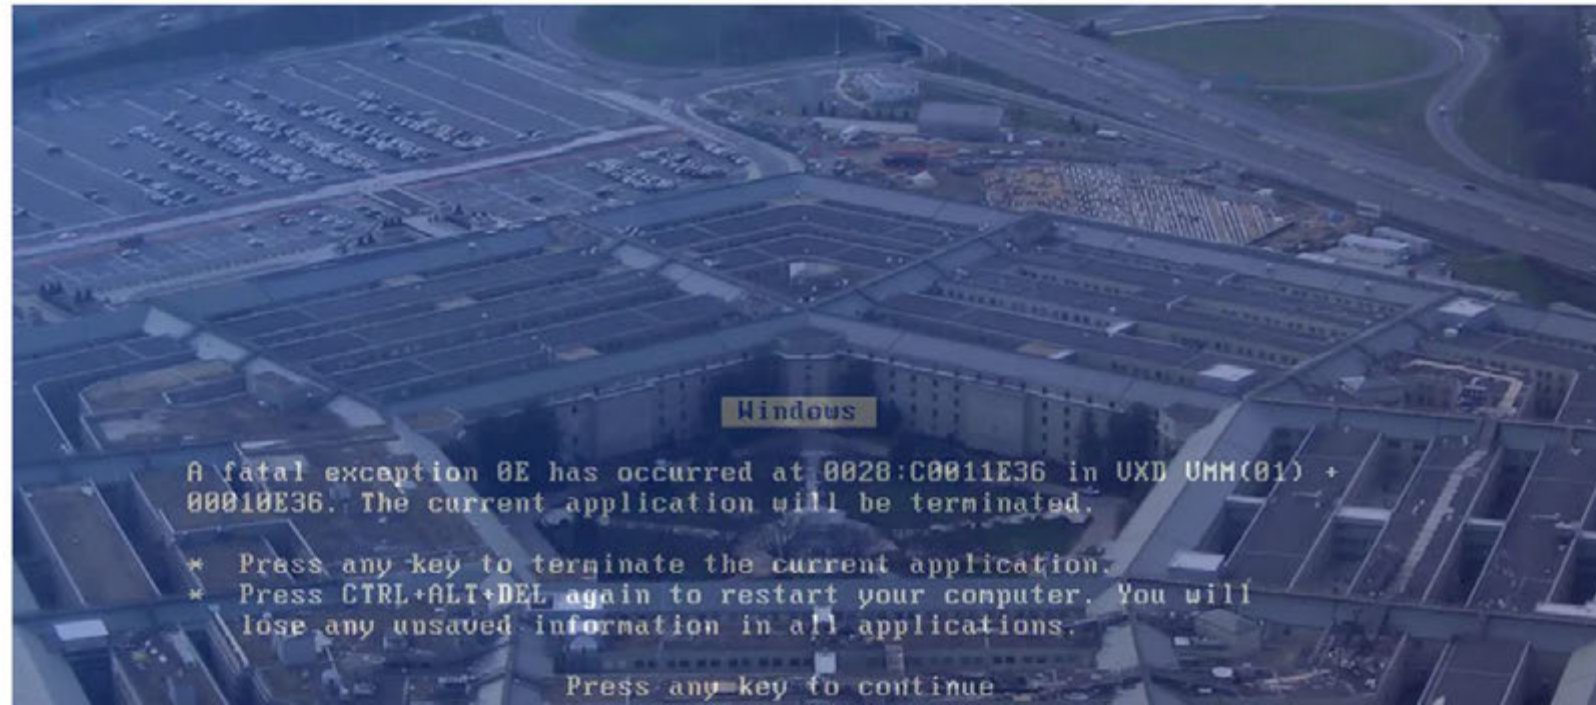 Windows
A fatal exception 0E has occurred at 0028:C0011E36 in VXD VMM(01) +
00010E36. The current application will be terminated.
* Press any key to terminate the current application.
* Press CTRL+ALT+DEL again to restart your computer. You will
lose any unsaved information in all applications.
Press any key to continue